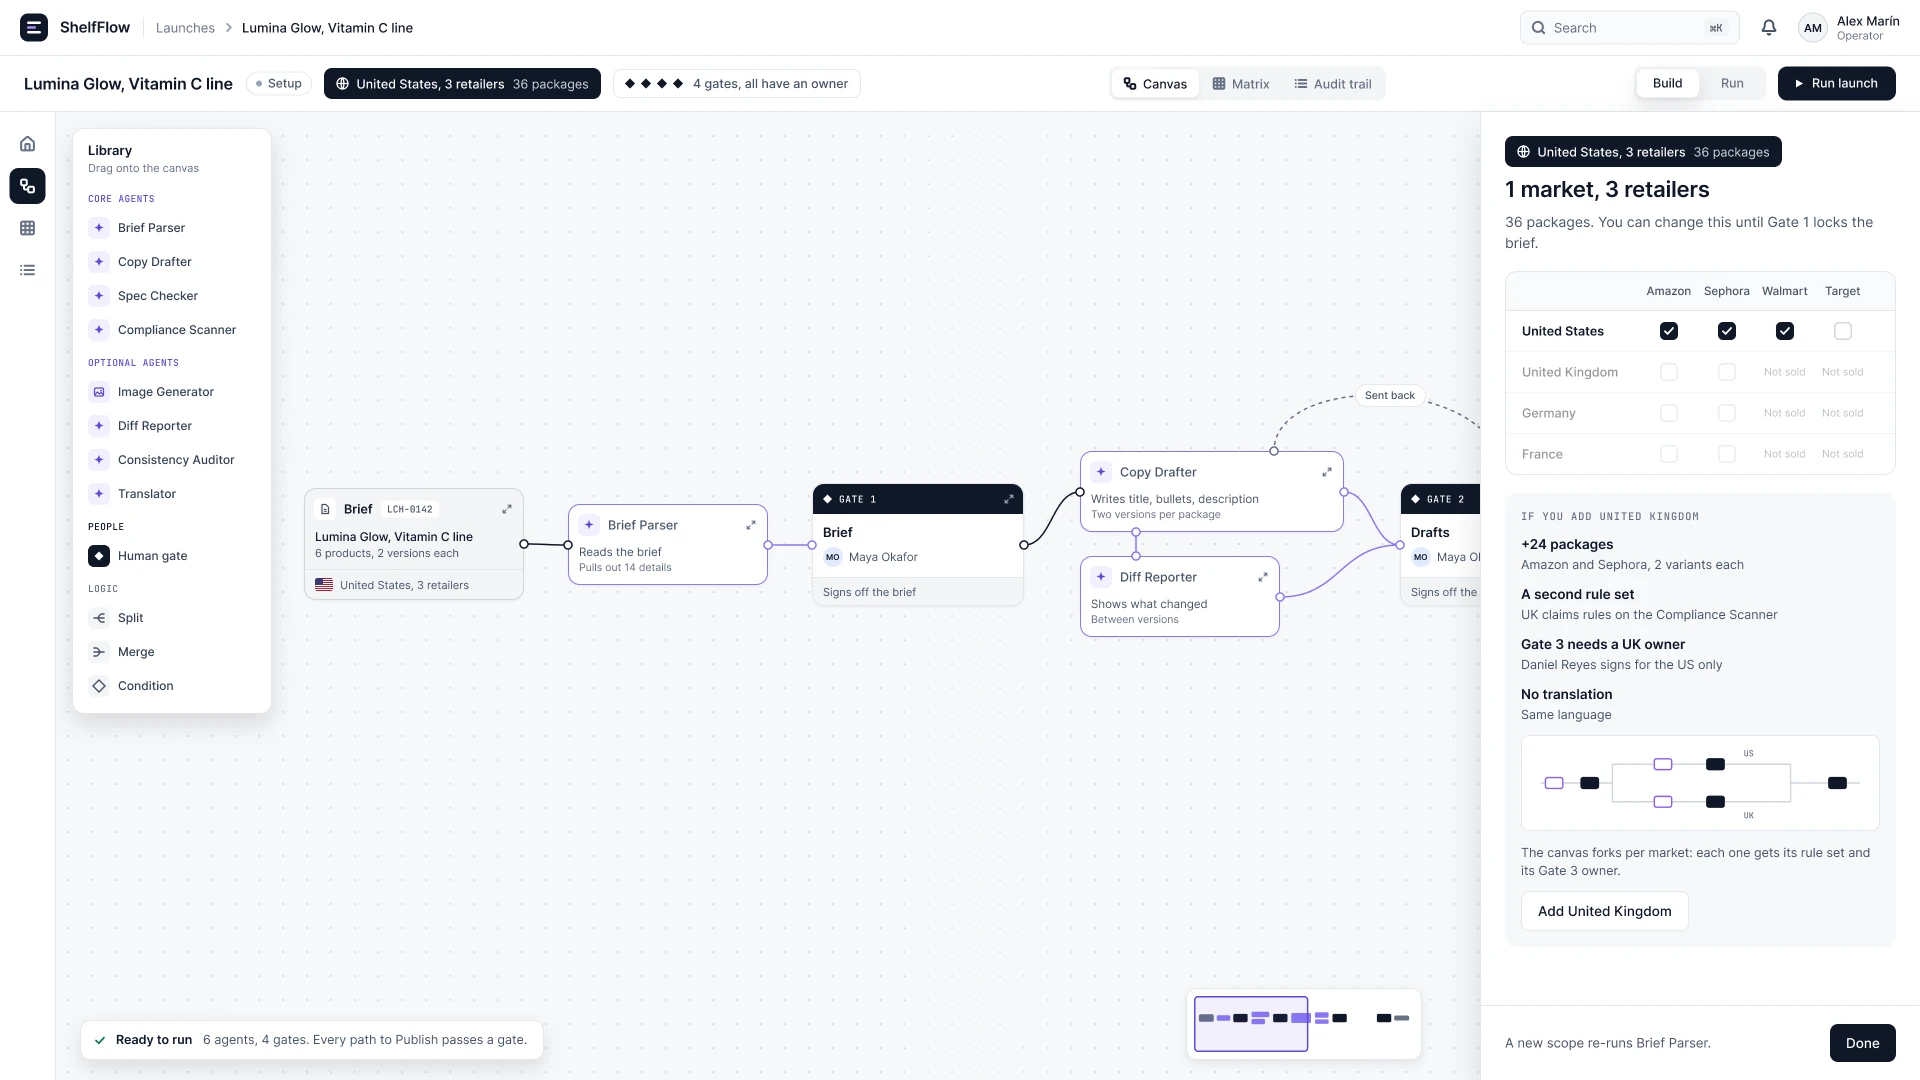 ShelfFlow
Launches
Lumina Glow, Vitamin C line
Search
⌘K
AM
Alex Marín
Operator
Lumina Glow, Vitamin C line
Setup
United States, 3 retailers 36 packages
4 gates, all have an owner
Canvas
Matrix
Audit trail
Build
Run
Run launch
Library
Drag onto the canvas
CORE AGENTS
Brief Parser
Copy Drafter
Spec Checker
Compliance Scanner
OPTIONAL AGENTS
Image Generator
Diff Reporter
Consistency Auditor
Translator
PEOPLE
Human gate
LOGIC
Split
Merge
Condition
Brief LCH-0142
Lumina Glow, Vitamin C line
6 products, 2 versions each
United States, 3 retailers
Brief Parser
Reads the brief
Pulls out 14 details
GATE 1
Brief
MO Maya Okafor
Signs off the brief
Sent back
Copy Drafter
Writes title, bullets, description
Two versions per package
Diff Reporter
Shows what changed
Between versions
GATE 2
Drafts
MO Maya Ol
Signs off the
Ready to run 6 agents, 4 gates. Every path to Publish passes a gate.
United States, 3 retailers 36 packages
1 market, 3 retailers
36 packages. You can change this until Gate 1 locks the
brief.
Amazon Sephora Walmart Target
United States
United Kingdom Not sold Not sold
Germany Not sold Not sold
France Not sold Not sold
IF YOU ADD UNITED KINGDOM
+24 packages
Amazon and Sephora, 2 variants each
A second rule set
UK claims rules on the Compliance Scanner
Gate 3 needs a UK owner
Daniel Reyes signs for the US only
No translation
Same language
US
UK
The canvas forks per market: each one gets its rule set and
its Gate 3 owner.
Add United Kingdom
A new scope re-runs Brief Parser.
Done